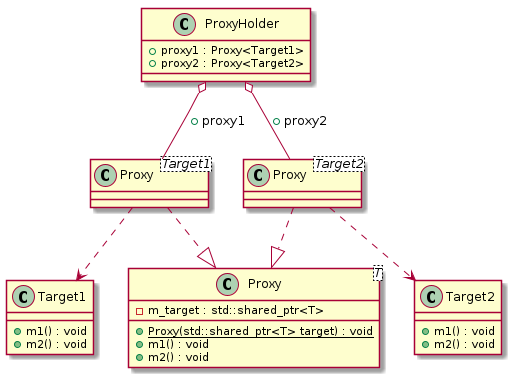 C ProxyHolder
proxy1 : Proxy<Target1>
proxy2 : Proxy<Target2>
proxy1
proxy2
C Proxy Target1
C Proxy Target2
C Target1
m1() : void
m2() : void
C Proxy T
m_target : std::shared_ptr<T>
Proxy(std::shared_ptr<T> target) : void
m1() : void
m2() : void
C Target2
m1() : void
m2() : void